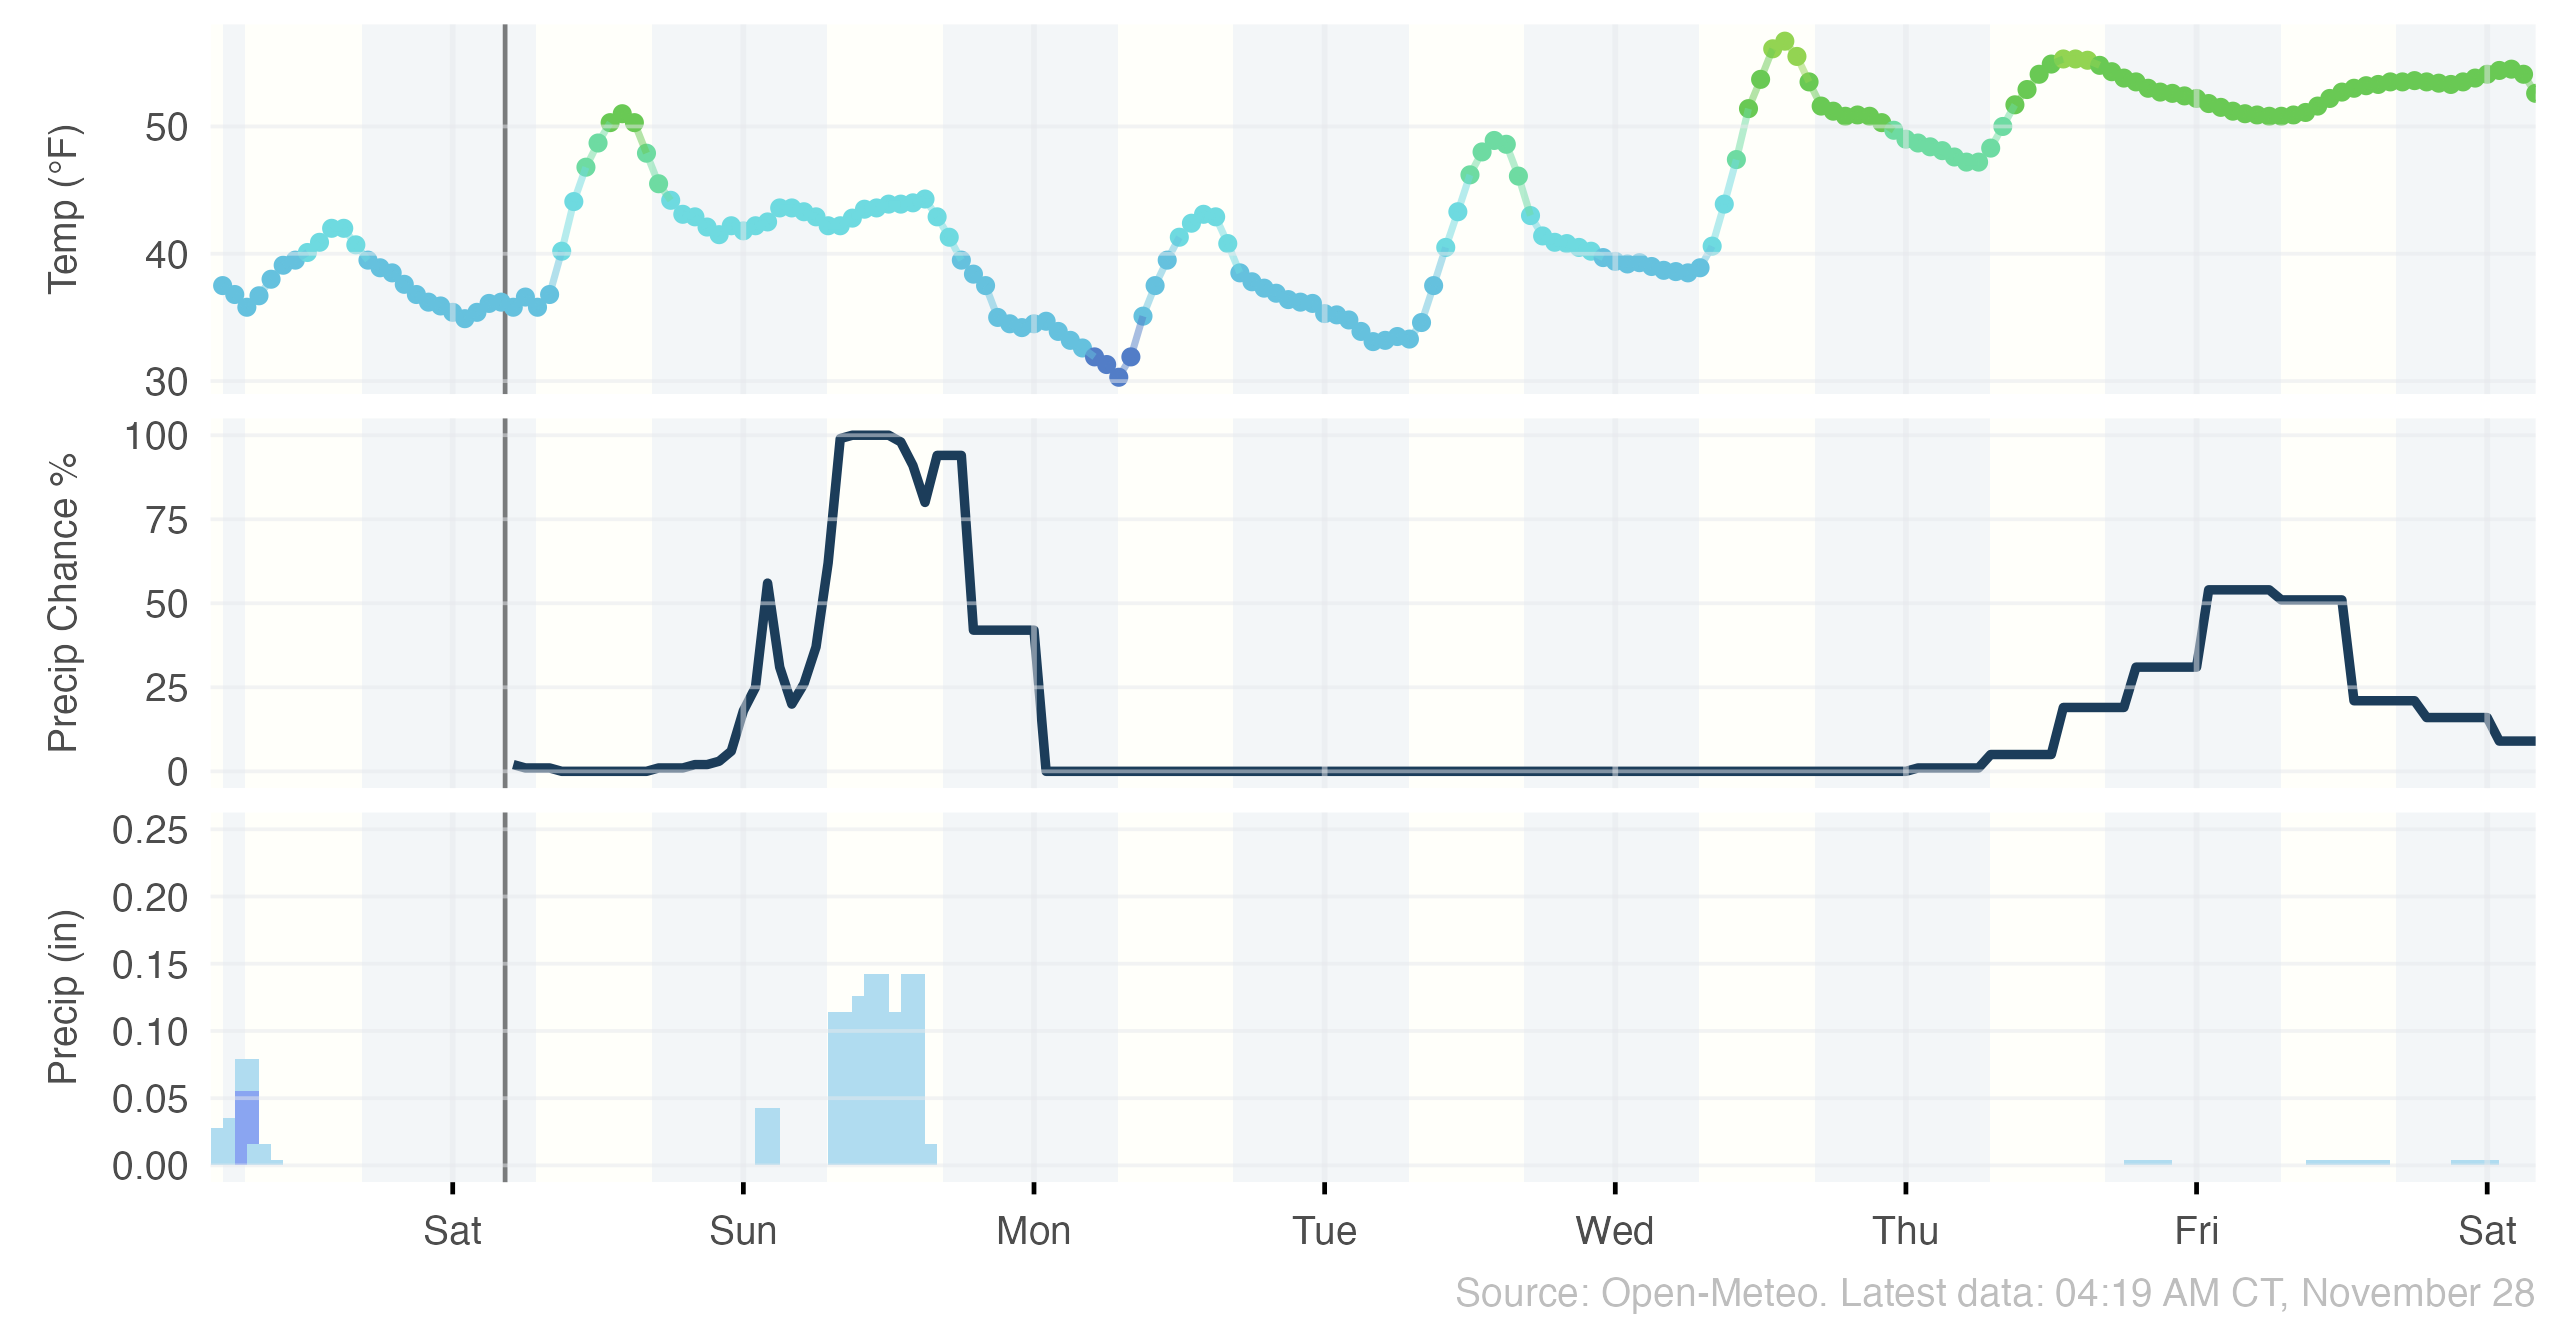 Temp (°F)
50
40
30
Precip Chance %
100
75
50
25
0
Precip (in)
0.25
0.20
0.15
0.10
0.05
0.00
Sat Sun Mon Tue Wed Thu Fri Sat
Source: Open-Meteo. Latest data: 04:19 AM CT, November 28